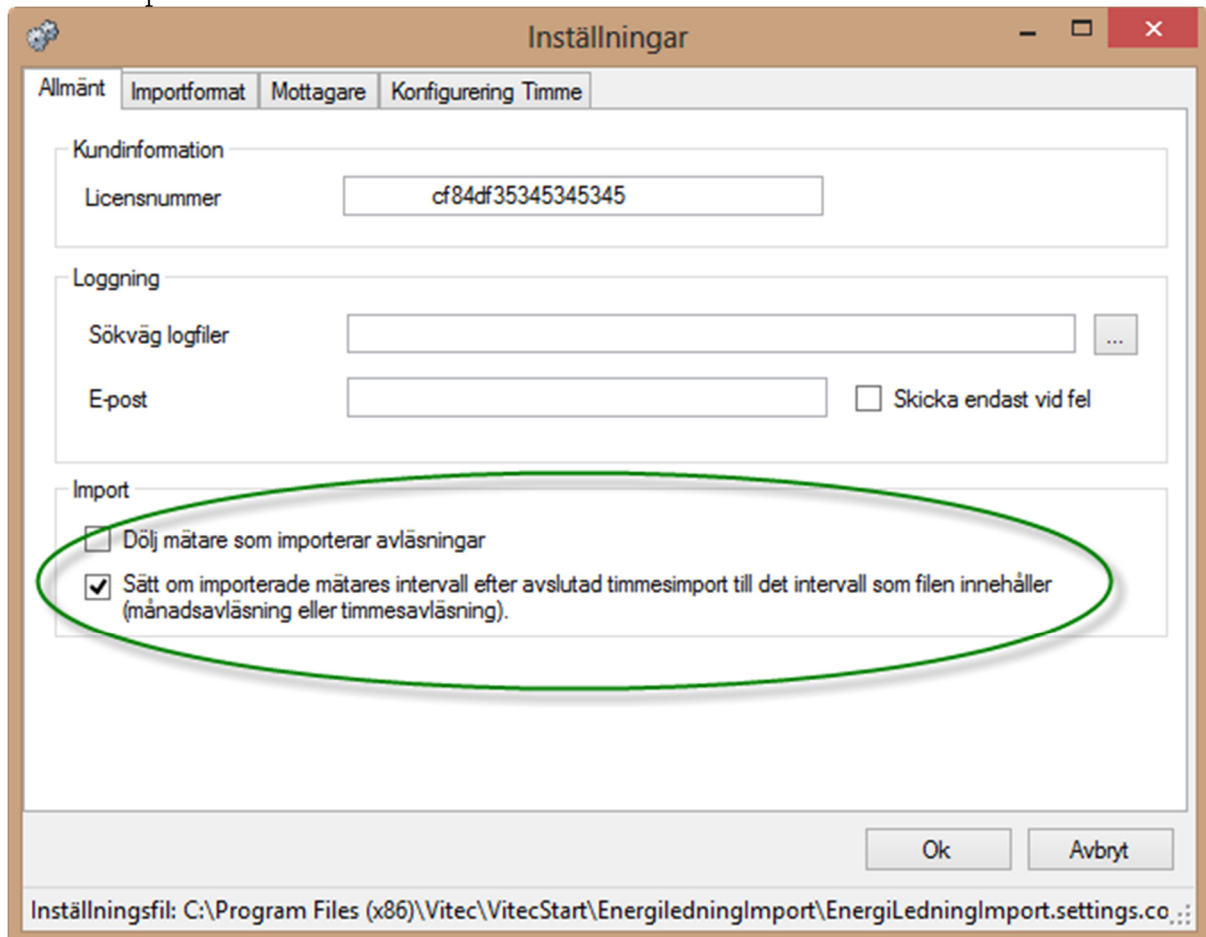 Inställningar
Allmänt Importformat Mottagare Konfigurering Timme
Kundinformation
Licensnummer cf84df35345345345
Loggning
Sökväg logfiler ...
E-post Skicka endast vid fel
Import
Dölj mätare som importerar avläsningar
Sätt om importerade mätares intervall efter avslutad timmesimport till det intervall som filen innehåller
(månadsavläsning eller timmesavläsning).
Ok Avbryt
Inställningsfil: C:\Program Files (x86)\Vitec\VitecStart\EnergiledningImport\EnergiLedningImport.settings.co